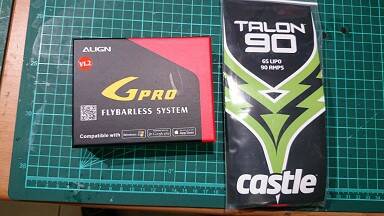 ALIGN
V1.2
GPRO
FLYBARLESS SYSTEM
Compatible with
TALON
90
6S LIPO
90 AMPS
castle